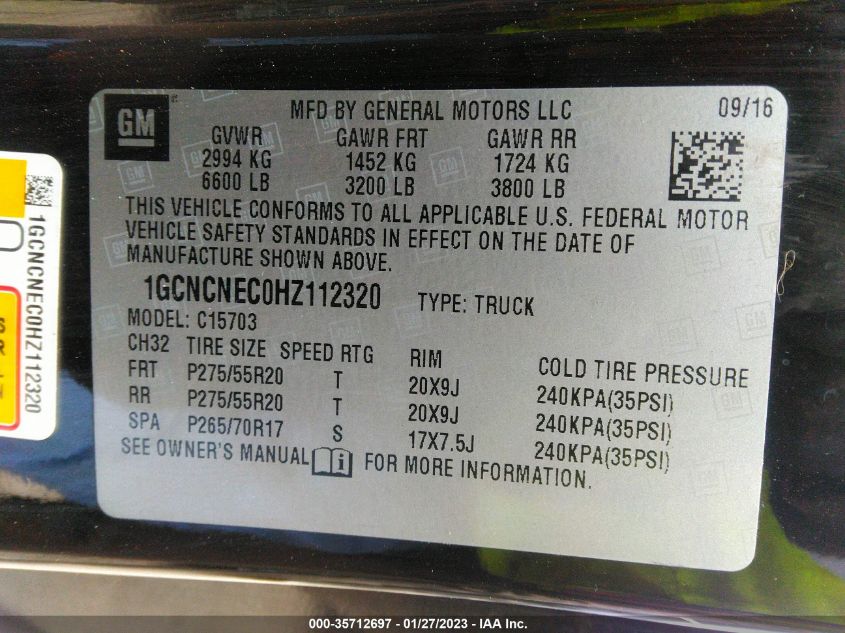 GM
MFD BY GENERAL MOTORS LLC
09/16
GVWR GAWR FRT GAWR RR
2994 KG 1452 KG 1724 KG
6600 LB 3200 LB 3800 LB
THIS VEHICLE CONFORMS TO ALL APPLICABLE U.S. FEDERAL MOTOR
VEHICLE SAFETY STANDARDS IN EFFECT ON THE DATE OF
MANUFACTURE SHOWN ABOVE.
1GCNCNEC0HZ112320 TYPE: TRUCK
MODEL: C15703
CH32 TIRE SIZE SPEED RTG RIM COLD TIRE PRESSURE
FRT P275/55R20 T 20X9J 240KPA(35PSI)
RR P275/55R20 T 20X9J 240KPA(35PSI)
SPA P265/70R17 S 17X7.5J 240KPA(35PSI)
SEE OWNER'S MANUAL i FOR MORE INFORMATION.
1GCNCNEC0HZ112320
000-35712697 - 01/27/2023 - IAA Inc.